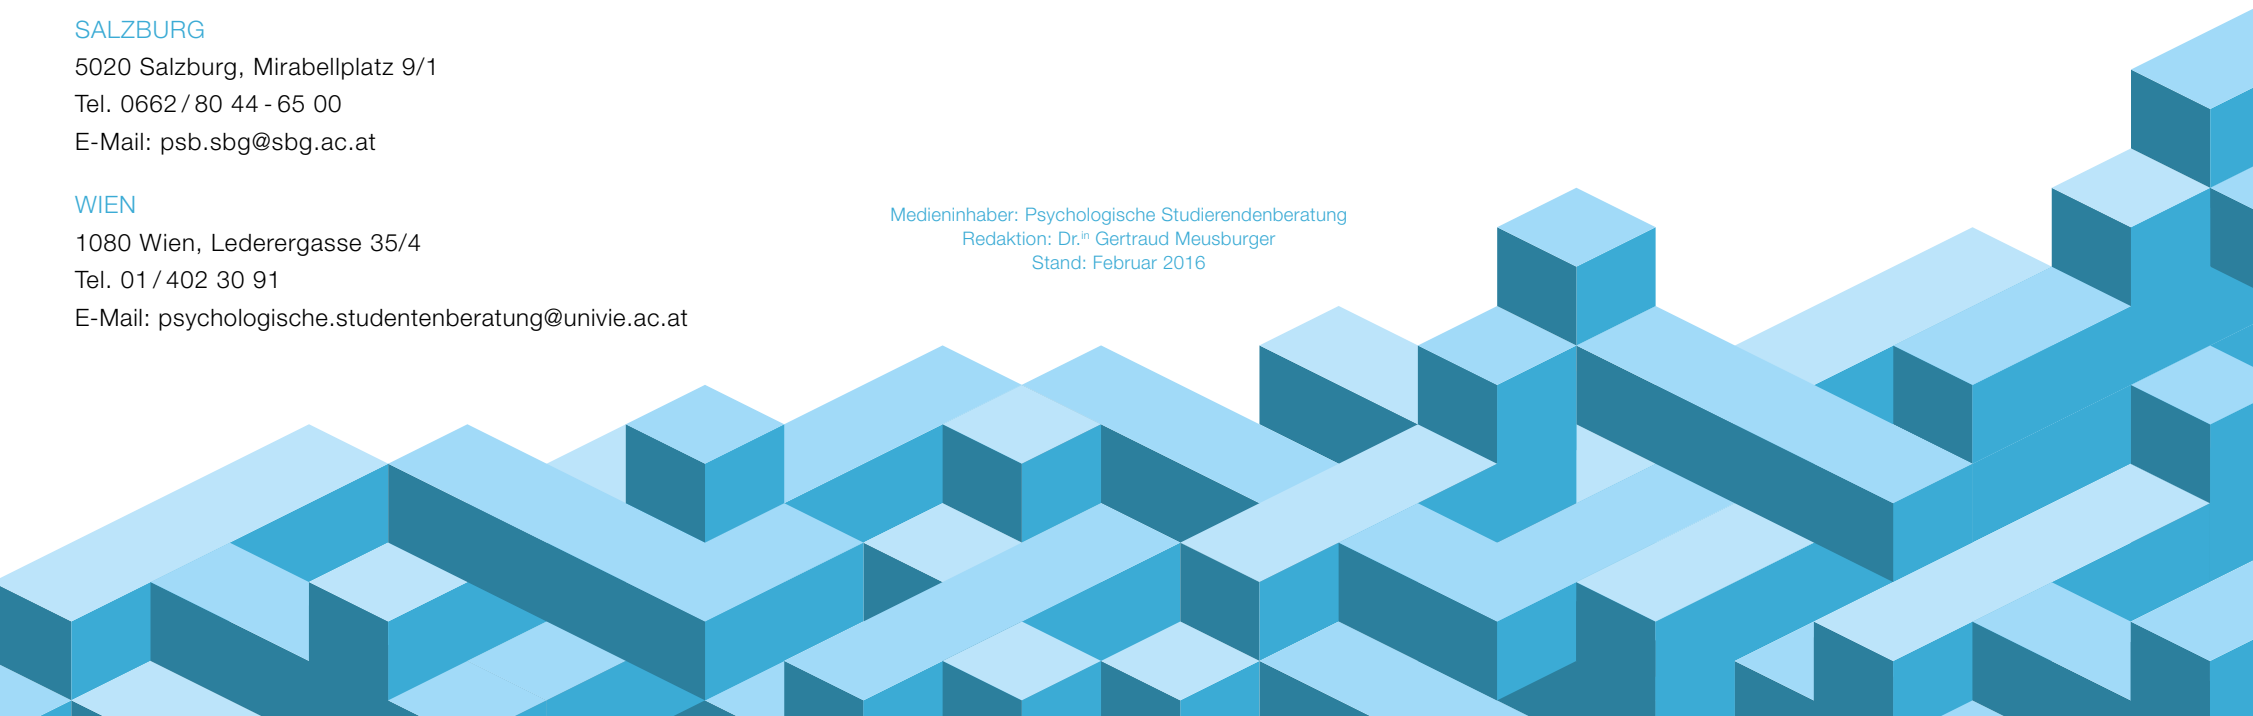 SALZBURG
5020 Salzburg, Mirabellplatz 9/1
Tel. 0662 / 80 44 - 65 00
E-Mail: psb.sbg@sbg.ac.at
WIEN
1080 Wien, Lederergasse 35/4
Tel. 01 / 402 30 91
E-Mail: psychologische.studentenberatung@univie.ac.at
Medieninhaber: Psychologische Studierendenberatung
Redaktion: Dr.ⁱⁿ Gertraud Meusburger
Stand: Februar 2016